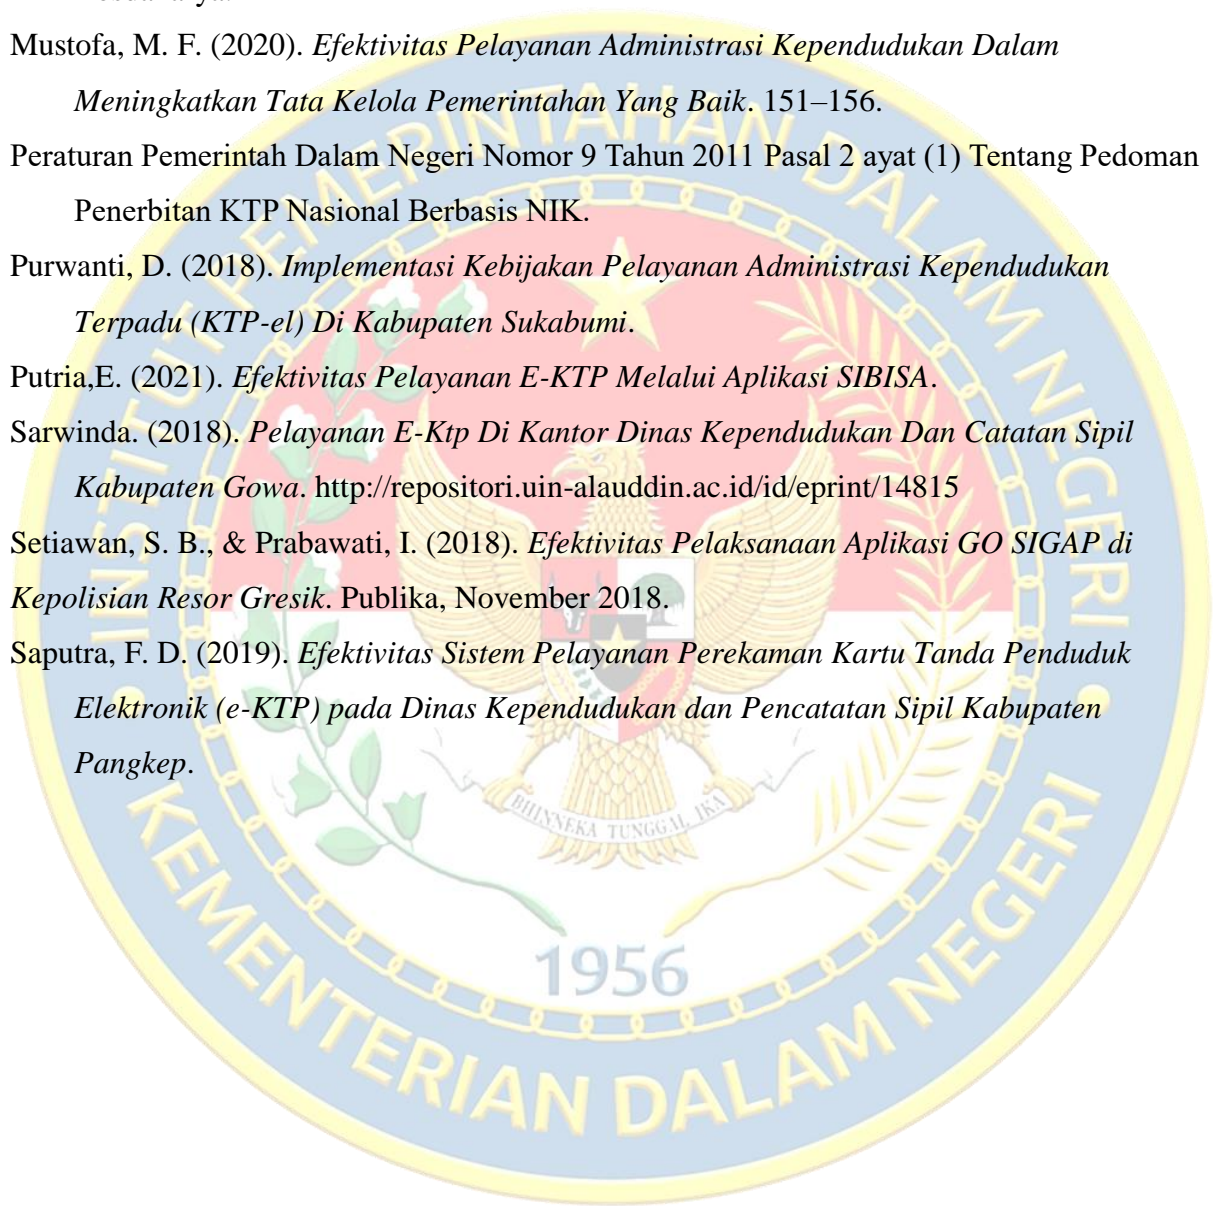 Mustofa, M. F. (2020). Efektivitas Pelayanan Administrasi Kependudukan Dalam
Meningkatkan Tata Kelola Pemerintahan Yang Baik. 151–156.
Peraturan Pemerintah Dalam Negeri Nomor 9 Tahun 2011 Pasal 2 ayat (1) Tentang Pedoman
Penerbitan KTP Nasional Berbasis NIK.
Purwanti, D. (2018). Implementasi Kebijakan Pelayanan Administrasi Kependudukan
Terpadu (KTP-el) Di Kabupaten Sukabumi.
Putria,E. (2021). Efektivitas Pelayanan E-KTP Melalui Aplikasi SIBISA.
Sarwinda. (2018). Pelayanan E-Ktp Di Kantor Dinas Kependudukan Dan Catatan Sipil
Kabupaten Gowa. http://repositori.uin-alauddin.ac.id/id/eprint/14815
Setiawan, S. B., & Prabawati, I. (2018). Efektivitas Pelaksanaan Aplikasi GO SIGAP di
Kepolisian Resor Gresik. Publika, November 2018.
Saputra, F. D. (2019). Efektivitas Sistem Pelayanan Perekaman Kartu Tanda Penduduk
Elektronik (e-KTP) pada Dinas Kependudukan dan Pencatatan Sipil Kabupaten
Pangkep.
INSTITUT PEMERINTAHAN DALAM NEGERI
BHINNEKA TUNGGAL IKA
1956
KEMENTERIAN DALAM NEGERI